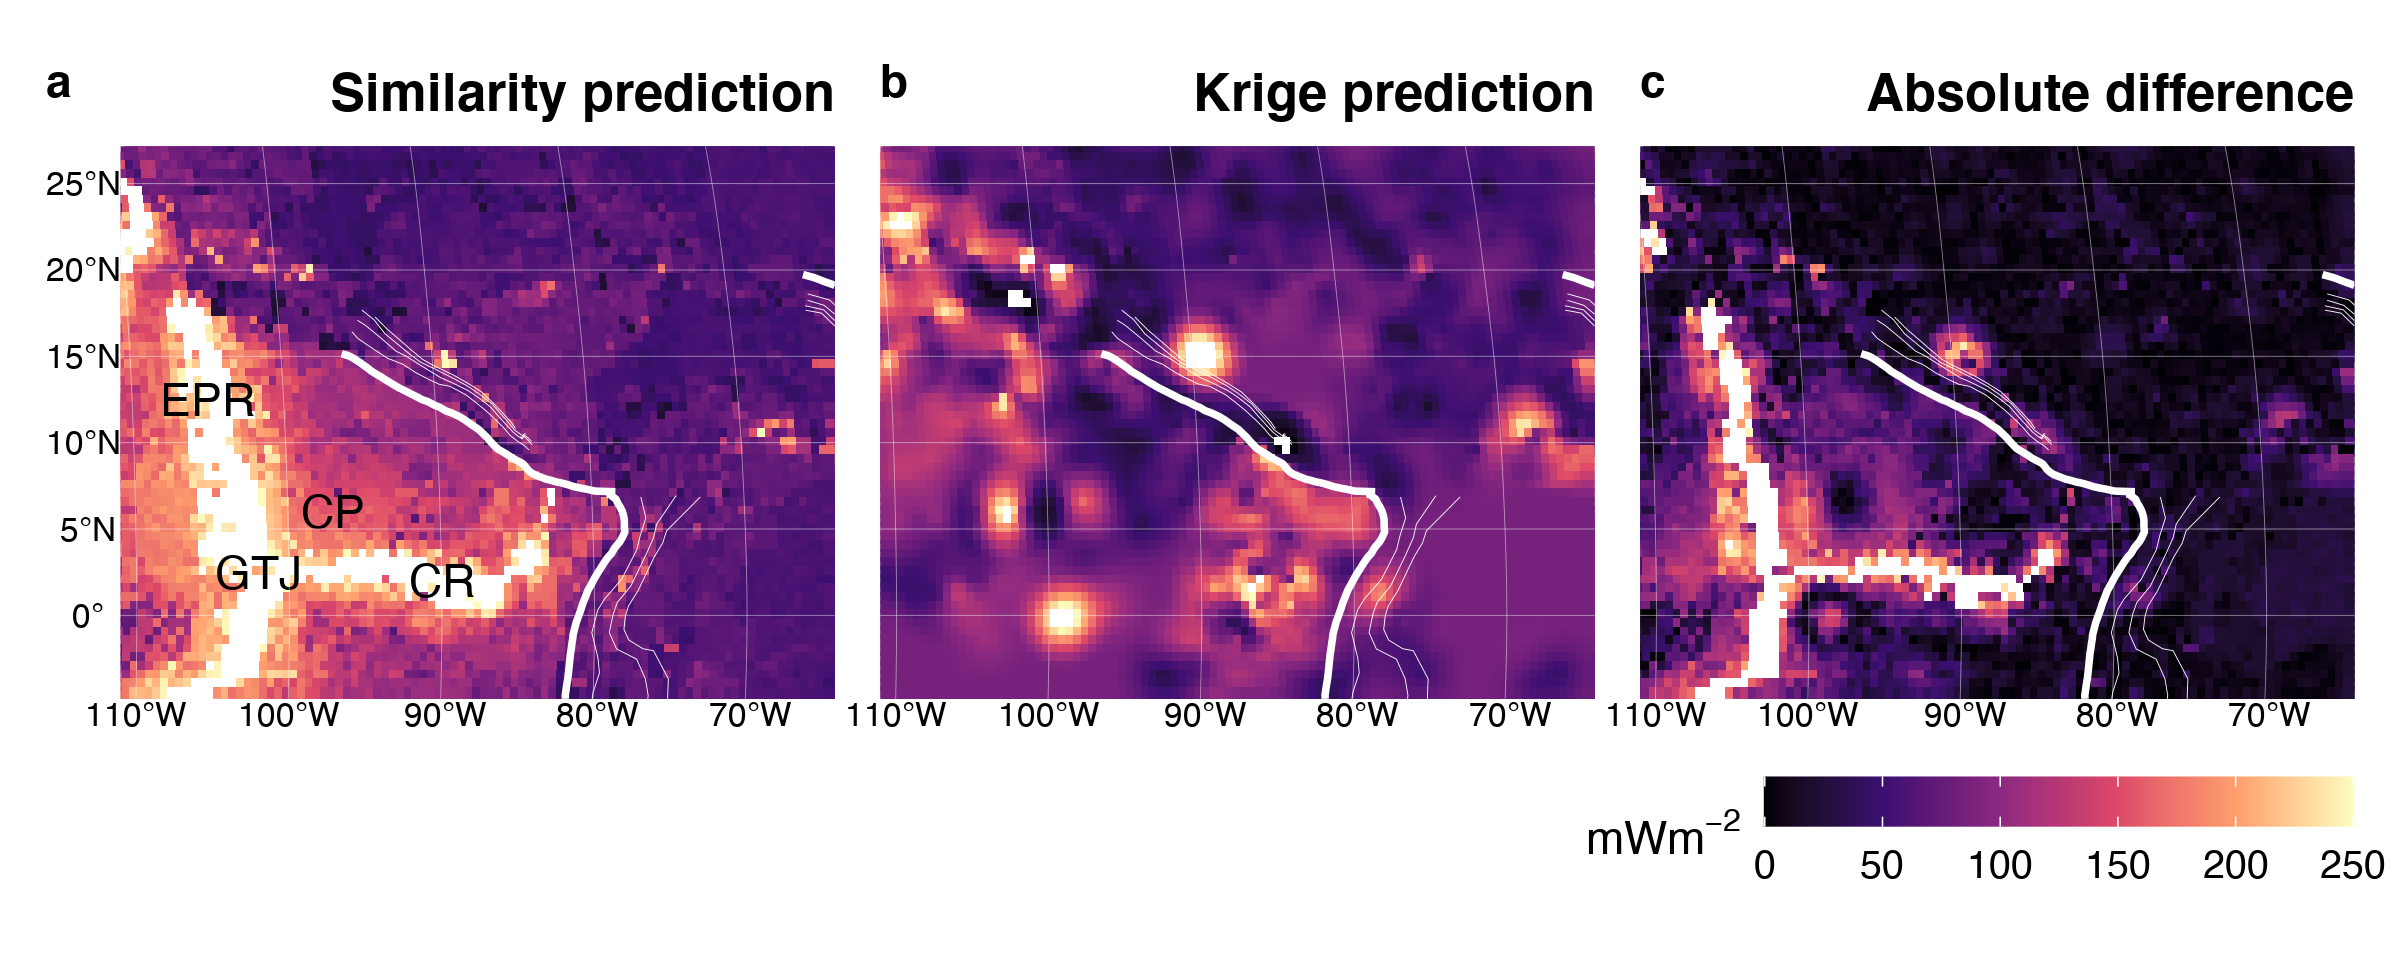 a Similarity prediction
b Krige prediction
c Absolute difference
25°N
20°N
15°N
10°N
5°N
0°
EPR
CP
GTJ
CR
110°W 100°W 90°W 80°W 70°W
110°W 100°W 90°W 80°W 70°W
110°W 100°W 90°W 80°W 70°W
mWm⁻²
0 50 100 150 200 250